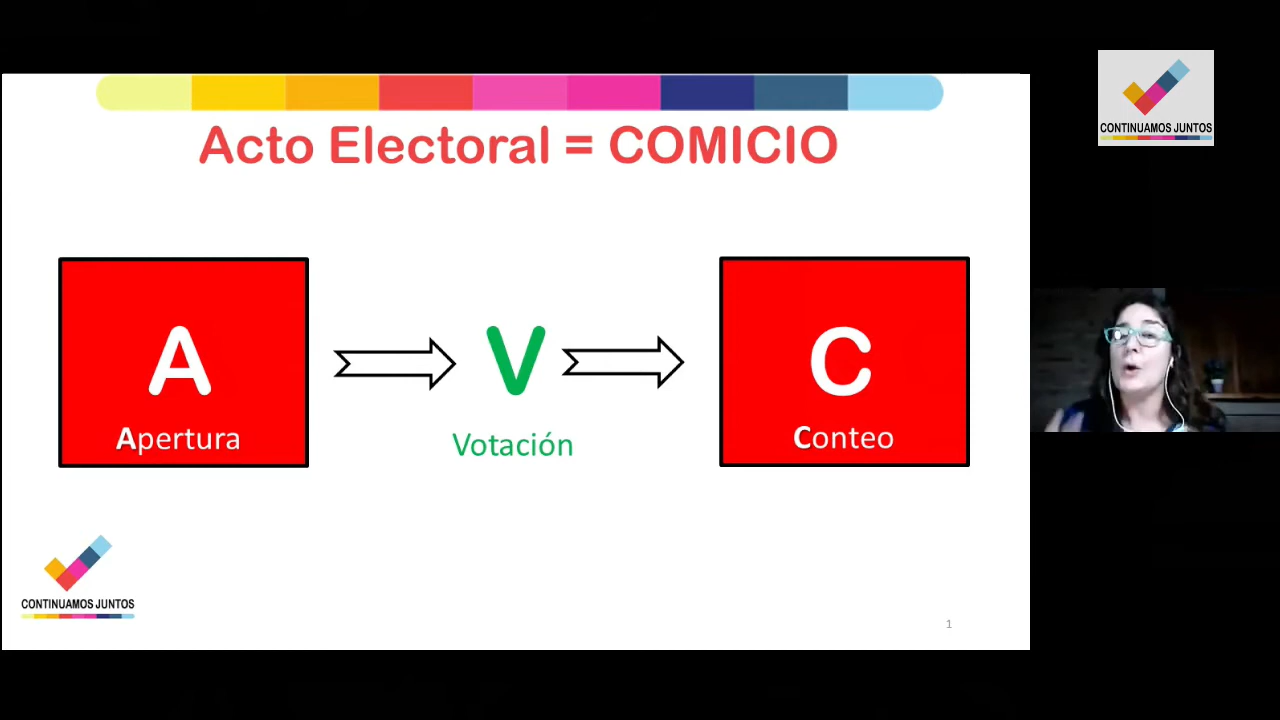 Acto Electoral = COMICIO
CONTINUAMOS JUNTOS
A
V
C
Apertura
Votación
Conteo
CONTINUAMOS JUNTOS
1